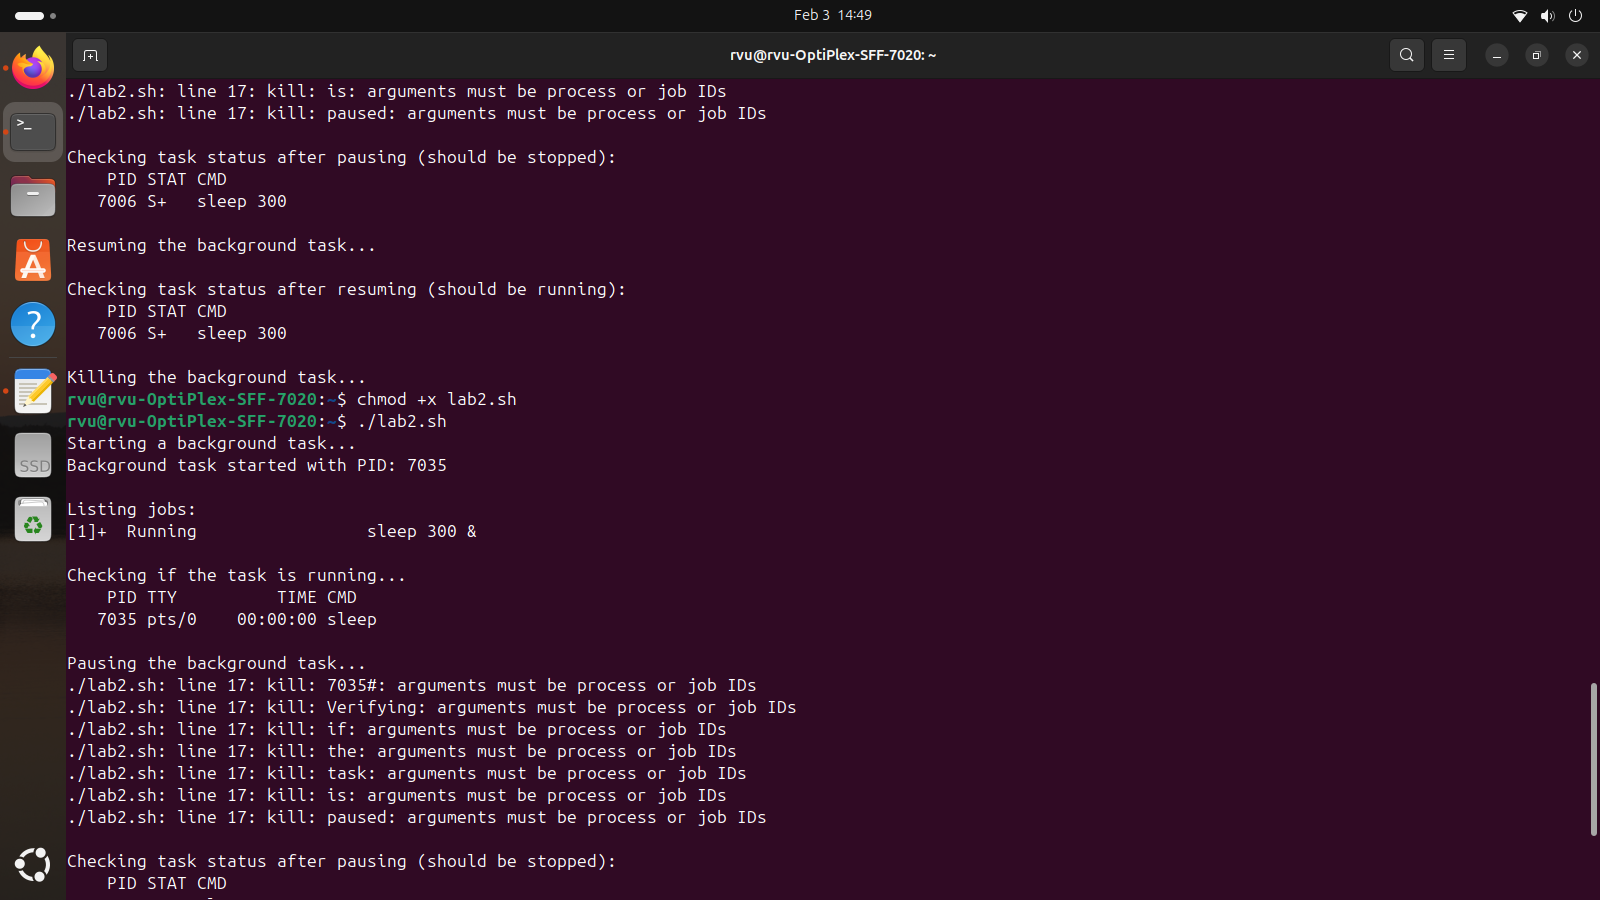 Feb 3 14:49
rvu@rvu-OptiPlex-SFF-7020: ~
./lab2.sh: line 17: kill: is: arguments must be process or job IDs
./lab2.sh: line 17: kill: paused: arguments must be process or job IDs
Checking task status after pausing (should be stopped):
PID STAT CMD
7006 S+ sleep 300
Resuming the background task...
Checking task status after resuming (should be running):
PID STAT CMD
7006 S+ sleep 300
Killing the background task...
rvu@rvu-OptiPlex-SFF-7020:~$ chmod +x lab2.sh
rvu@rvu-OptiPlex-SFF-7020:~$ ./lab2.sh
Starting a background task...
Background task started with PID: 7035
Listing jobs:
[1]+ Running sleep 300 &
Checking if the task is running...
PID TTY TIME CMD
7035 pts/0 00:00:00 sleep
Pausing the background task...
./lab2.sh: line 17: kill: 7035#: arguments must be process or job IDs
./lab2.sh: line 17: kill: Verifying: arguments must be process or job IDs
./lab2.sh: line 17: kill: if: arguments must be process or job IDs
./lab2.sh: line 17: kill: the: arguments must be process or job IDs
./lab2.sh: line 17: kill: task: arguments must be process or job IDs
./lab2.sh: line 17: kill: is: arguments must be process or job IDs
./lab2.sh: line 17: kill: paused: arguments must be process or job IDs
Checking task status after pausing (should be stopped):
PID STAT CMD
>_
?
SSD